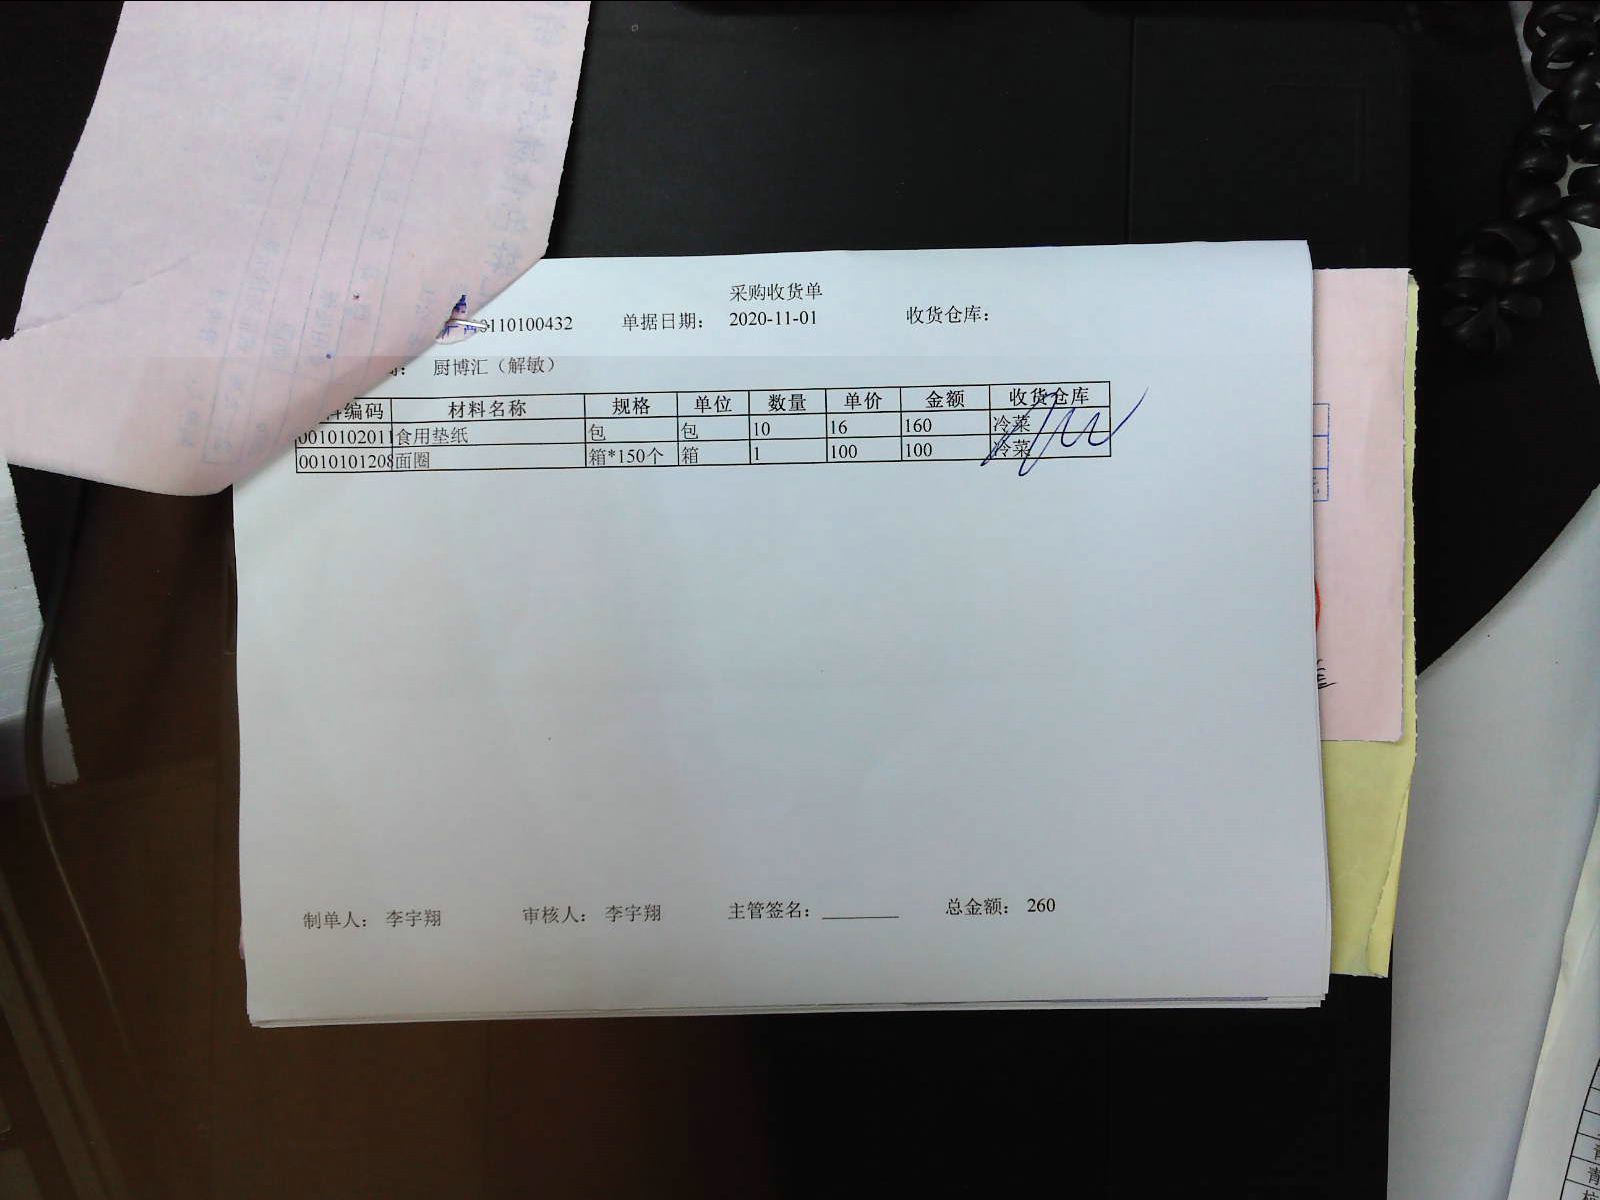 采购收货单
0110100432 单据日期： 2020-11-01 收货仓库：
厨博汇（解敏）
编码 材料名称 规格 单位 数量 单价 金额 收货仓库
0010102011 食用垫纸 包 包 10 16 160 冷菜
0010101208 面圈 箱*150个 箱 1 100 100 冷菜
制单人： 李宇翔 审核人： 李宇翔 主管签名： 总金额： 260